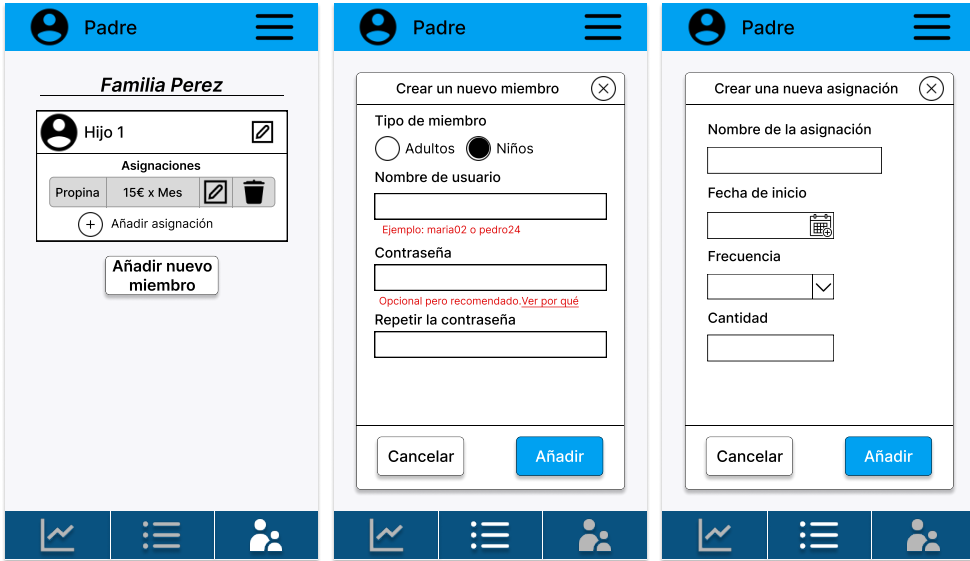 Padre
Familia Perez
Hijo 1
Asignaciones
Propina 15€ x Mes
Añadir asignación
Añadir nuevo
miembro
Padre
Crear un nuevo miembro
Tipo de miembro
Adultos Niños
Nombre de usuario
Ejemplo: maria02 o pedro24
Contraseña
Opcional pero recomendado.Ver por qué
Repetir la contraseña
Cancelar Añadir
Padre
Crear una nueva asignación
Nombre de la asignación
Fecha de inicio
Frecuencia
Cantidad
Cancelar Añadir